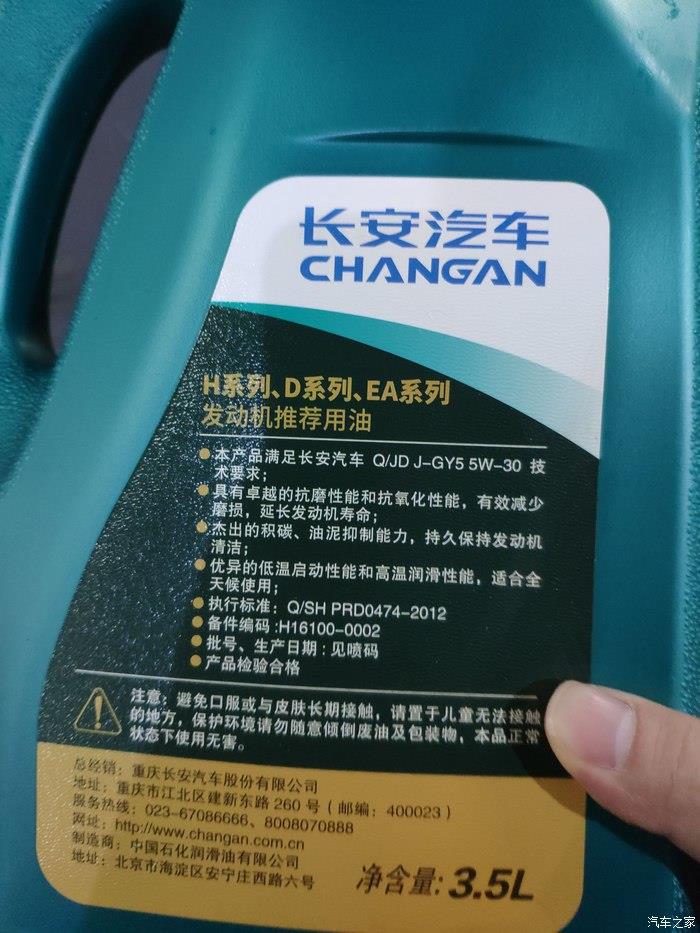 长安汽车
CHANGAN
H系列、D系列、EA系列
发动机推荐用油
本产品满足长安汽车 Q/JD J-GY5 5W-30 技
术要求；
具有卓越的抗磨性能和抗氧化性能，有效减少
磨损，延长发动机寿命；
杰出的积碳、油泥抑制能力，持久保持发动机
清洁；
优异的低温启动性能和高温润滑性能，适合全
天候使用；
执行标准：Q/SH PRD0474-2012
备件编码:H16100-0002
批号、生产日期：见喷码
产品检验合格
注意：避免口服或与皮肤长期接触，请置于儿童无法接触
的地方，保护环境请勿随意倾倒废油及包装物，本品正常
状态下使用无害。
总经销：重庆长安汽车股份有限公司
地址：重庆市江北区建新东路 260 号（邮编：400023）
服务热线：023-67086666、8008070888
网址：http://www.changan.com.cn
制造商：中国石化润滑油有限公司
地址：北京市海淀区安宁庄西路六号
净含量: 3.5L
汽车之家